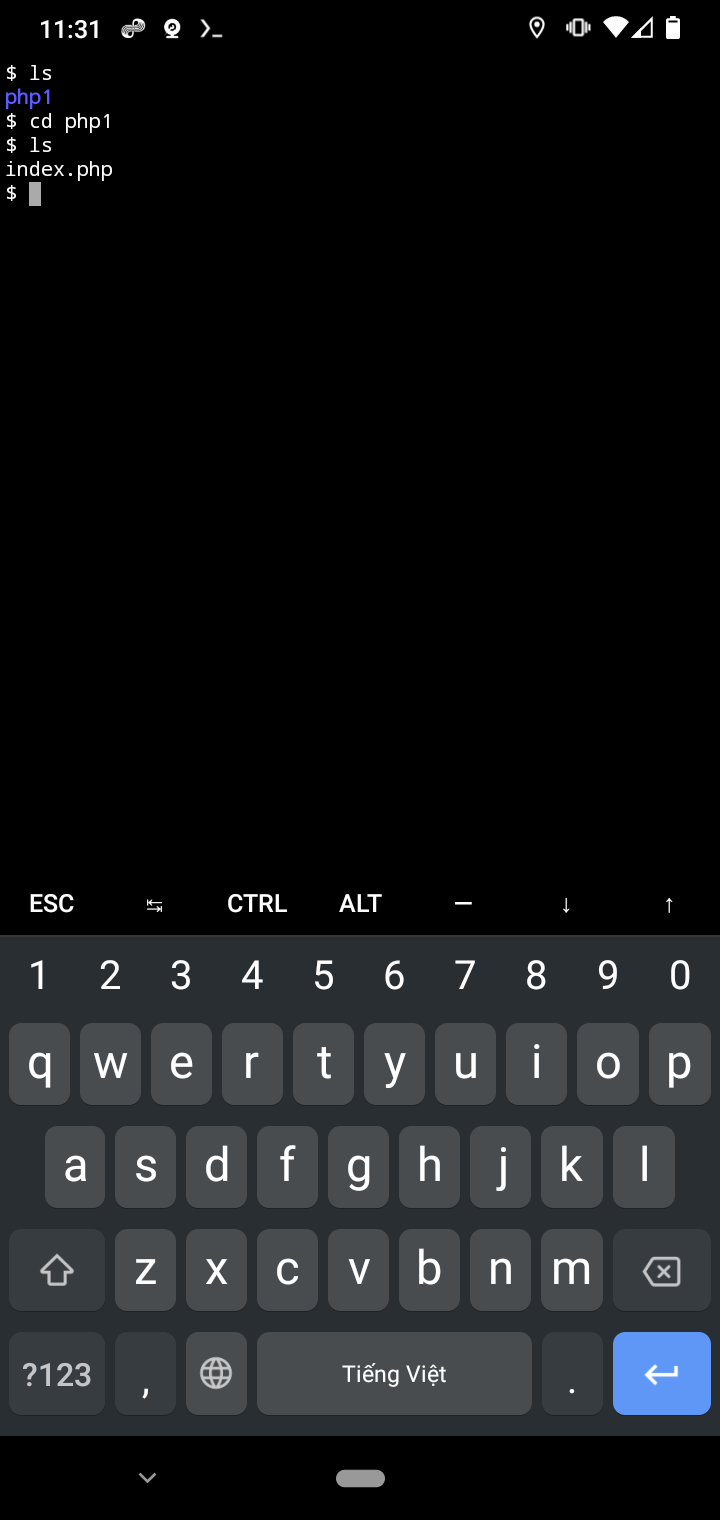 11:31
$ ls
php1
$ cd php1
$ ls
index.php
$
ESC ⇆ CTRL ALT — ↓ ↑
1 2 3 4 5 6 7 8 9 0
q w e r t y u i o p
a s d f g h j k l
z x c v b n m
?123 , Tiếng Việt .